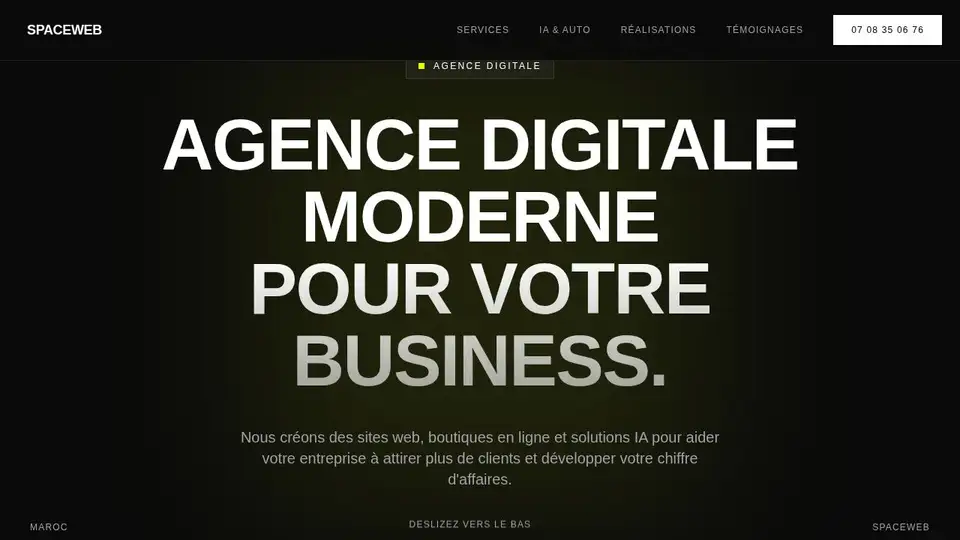 SPACEWEB
SERVICES
IA & AUTO
RÉALISATIONS
TÉMOIGNAGES
07 08 35 06 76
AGENCE DIGITALE
AGENCE DIGITALE
MODERNE
POUR VOTRE
BUSINESS.
Nous créons des sites web, boutiques en ligne et solutions IA pour aider
votre entreprise à attirer plus de clients et développer votre chiffre
d'affaires.
MAROC
DESLIZEZ VERS LE BAS
SPACEWEB